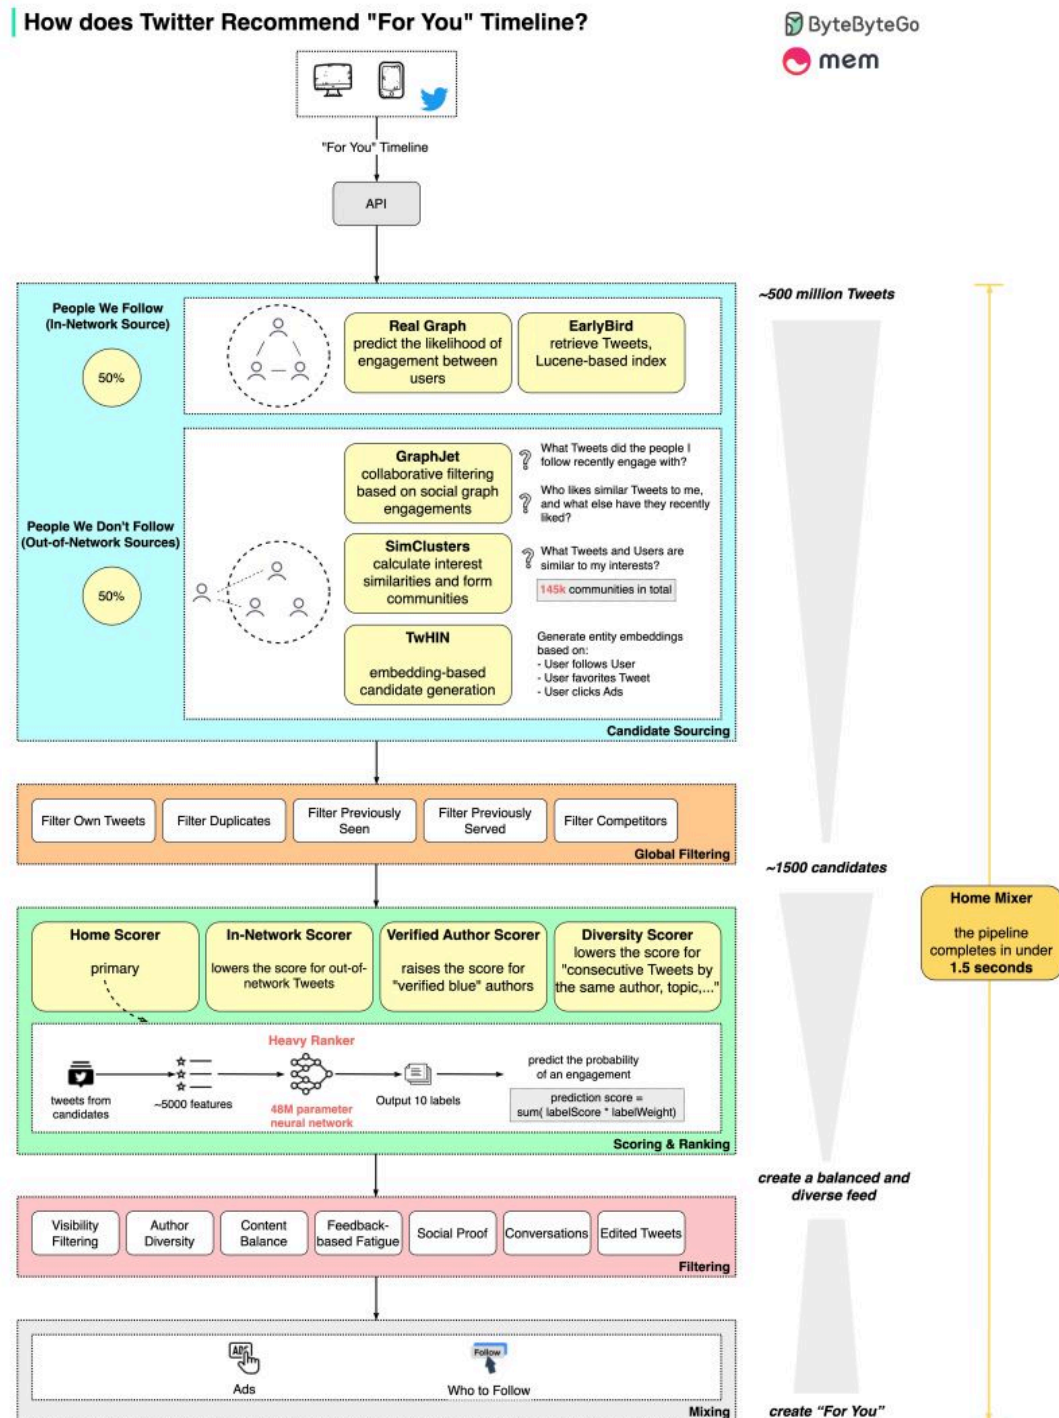 How does Twitter Recommend "For You" Timeline?
ByteByteGo
mem
"For You" Timeline
API
People We Follow
(In-Network Source)
50%
Real Graph
predict the likelihood of
engagement between
users
EarlyBird
retrieve Tweets,
Lucene-based index
~500 million Tweets
People We Don't Follow
(Out-of-Network Sources)
50%
GraphJet
collaborative filtering
based on social graph
engagements
? What Tweets did the people I
follow recently engage with?
? Who likes similar Tweets to me,
and what else have they recently
liked?
SimClusters
calculate interest
similarities and form
communities
? What Tweets and Users are
similar to my interests?
145k communities in total
TwHIN
embedding-based
candidate generation
Generate entity embeddings
based on:
- User follows User
- User favorites Tweet
- User clicks Ads
Candidate Sourcing
Filter Own Tweets
Filter Duplicates
Filter Previously
Seen
Filter Previously
Served
Filter Competitors
Global Filtering
~1500 candidates
Home Mixer
the pipeline
completes in under
1.5 seconds
Home Scorer
primary
In-Network Scorer
lowers the score for out-of-
network Tweets
Verified Author Scorer
raises the score for
"verified blue" authors
Diversity Scorer
lowers the score for
"consecutive Tweets by
the same author, topic,..."
tweets from
candidates
~5000 features
Heavy Ranker
48M parameter
neural network
Output 10 labels
predict the probability
of an engagement
prediction score =
sum( labelScore * labelWeight)
Scoring & Ranking
create a balanced and
diverse feed
Visibility
Filtering
Author
Diversity
Content
Balance
Feedback-
based Fatigue
Social Proof
Conversations
Edited Tweets
Filtering
ADS
Ads
Follow
Who to Follow
Mixing
create "For You"